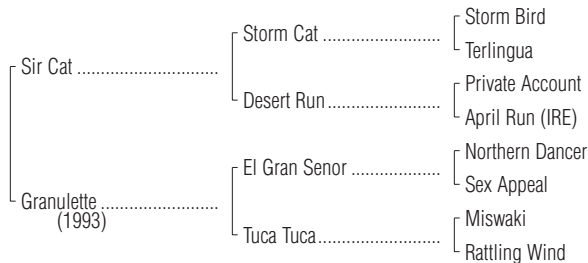 Storm Bird
Storm Cat ........................
Terlingua
Sir Cat .............................
Private Account
Desert Run .......................
April Run (IRE)
Northern Dancer
El Gran Senor ..................
Sex Appeal
Granulette ........................
(1993)
Miswaki
Tuca Tuca .........................
Rattling Wind